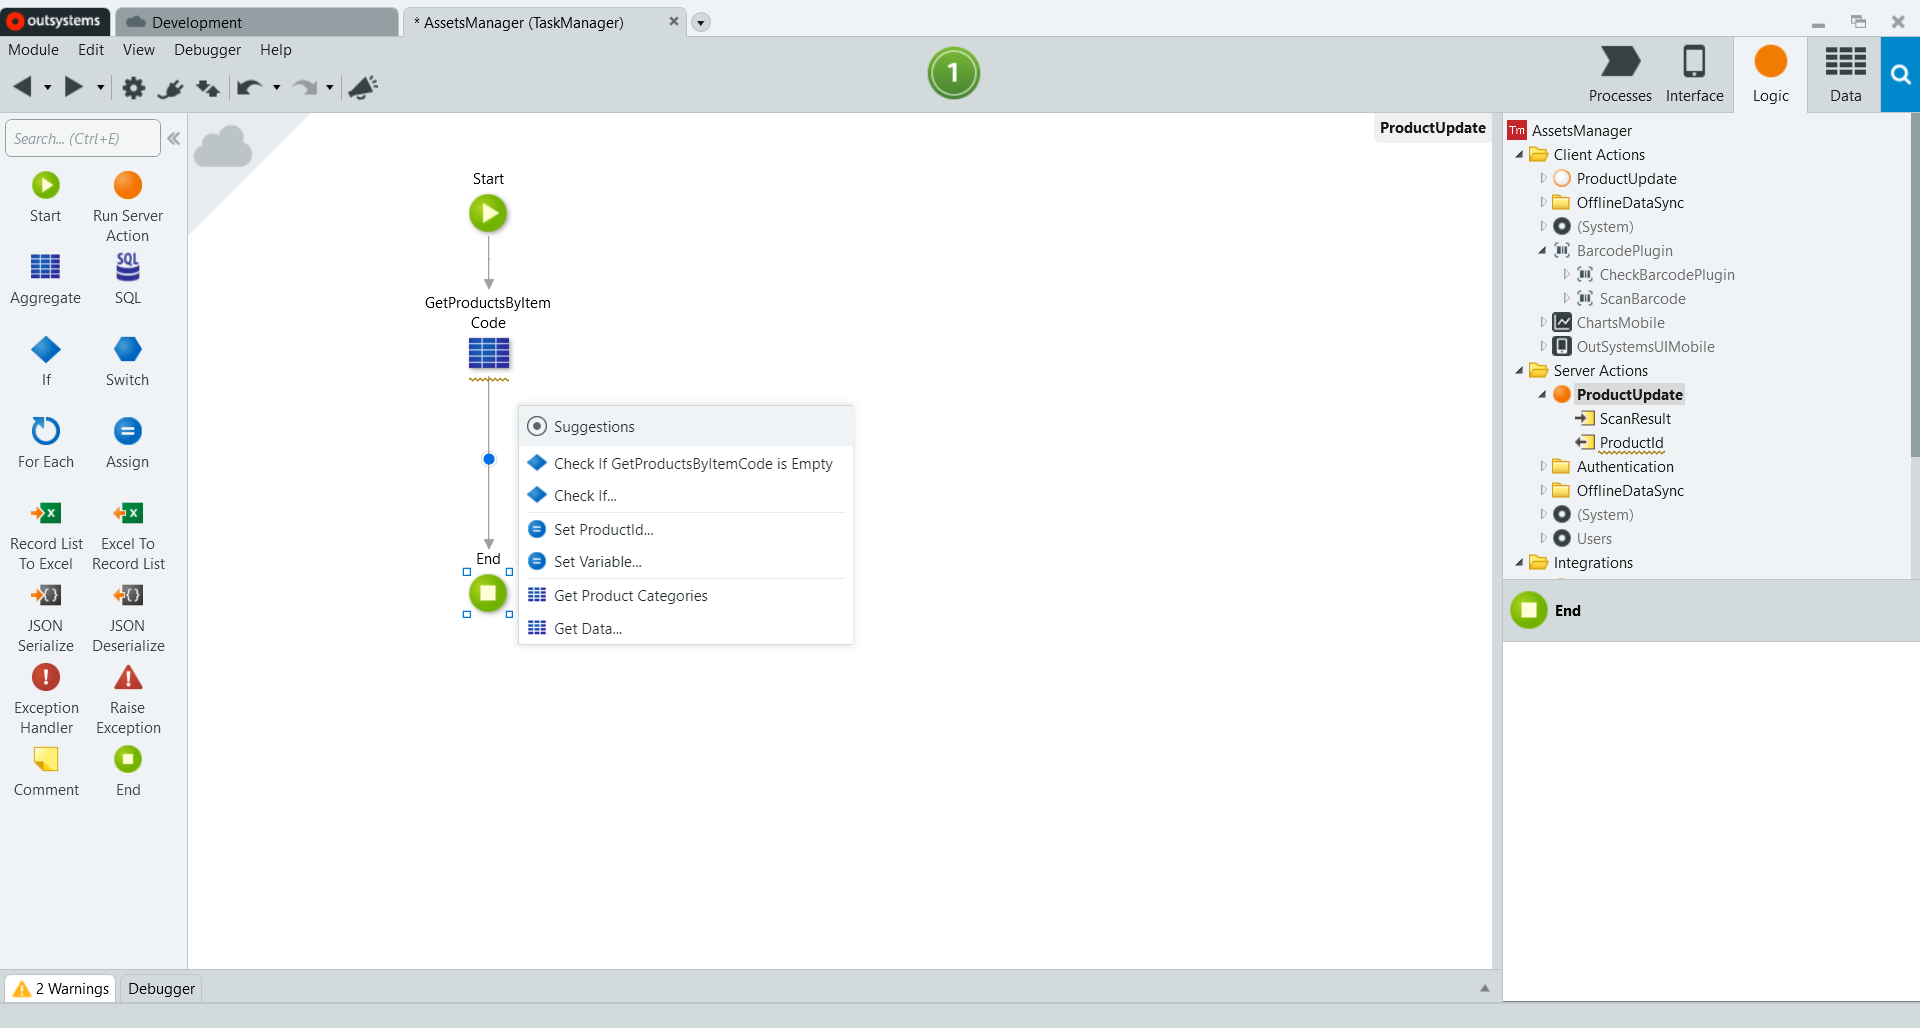 outsystems
Development
* AssetsManager (TaskManager)
Module Edit View Debugger Help
1
Processes
Interface
Logic
Data
Search... (Ctrl+E)
Start
Run Server
Action
Aggregate
SQL
SQL
If
Switch
For Each
Assign
Record List
To Excel
Excel To
Record List
JSON
Serialize
JSON
Deserialize
Exception
Handler
Raise
Exception
Comment
End
ProductUpdate
Start
GetProductsByItem
Code
End
Suggestions
Check If GetProductsByItemCode is Empty
Check If...
Set ProductId...
Set Variable...
Get Product Categories
Get Data...
Tm AssetsManager
Client Actions
ProductUpdate
OfflineDataSync
(System)
BarcodePlugin
CheckBarcodePlugin
ScanBarcode
ChartsMobile
OutSystemsUIMobile
Server Actions
ProductUpdate
ScanResult
ProductId
Authentication
OfflineDataSync
(System)
Users
Integrations
End
2 Warnings
Debugger